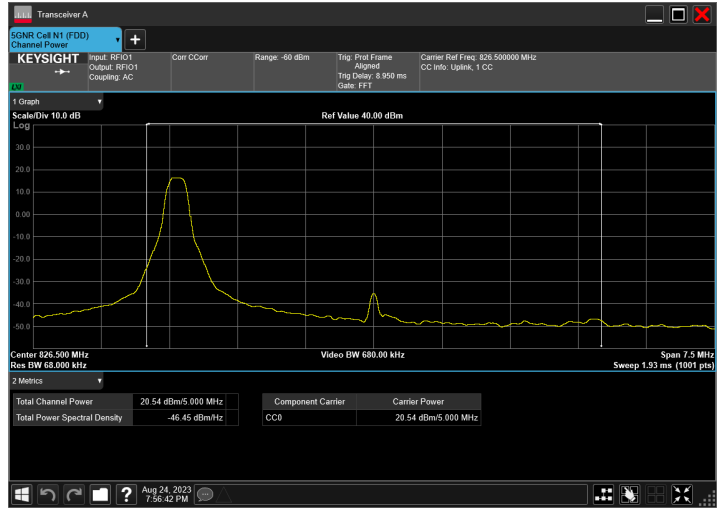 Transceiver A
5GNR Cell N1 (FDD)
Channel Power
KEYSIGHT
Input: RFIO1
Output: RFIO1
Coupling: AC
Corr CCorr
Range: -60 dBm
Trig: Prot Frame
Aligned
Trig Delay: 8.950 ms
Gate: FFT
Carrier Ref Freq: 826.500000 MHz
CC Info: Uplink, 1 CC
1 Graph
Scale/Div 10.0 dB
Ref Value 40.00 dBm
Log
30.0
20.0
10.0
0.00
-10.0
-20.0
-30.0
-40.0
-50.0
Center 826.500 MHz
Video BW 680.00 kHz
Span 7.5 MHz
Res BW 68.000 kHz
Sweep 1.93 ms (1001 pts)
2 Metrics
Total Channel Power 20.54 dBm/5.000 MHz
Total Power Spectral Density -46.45 dBm/Hz
Component Carrier Carrier Power
CC0 20.54 dBm/5.000 MHz
Aug 24, 2023
7:56:42 PM